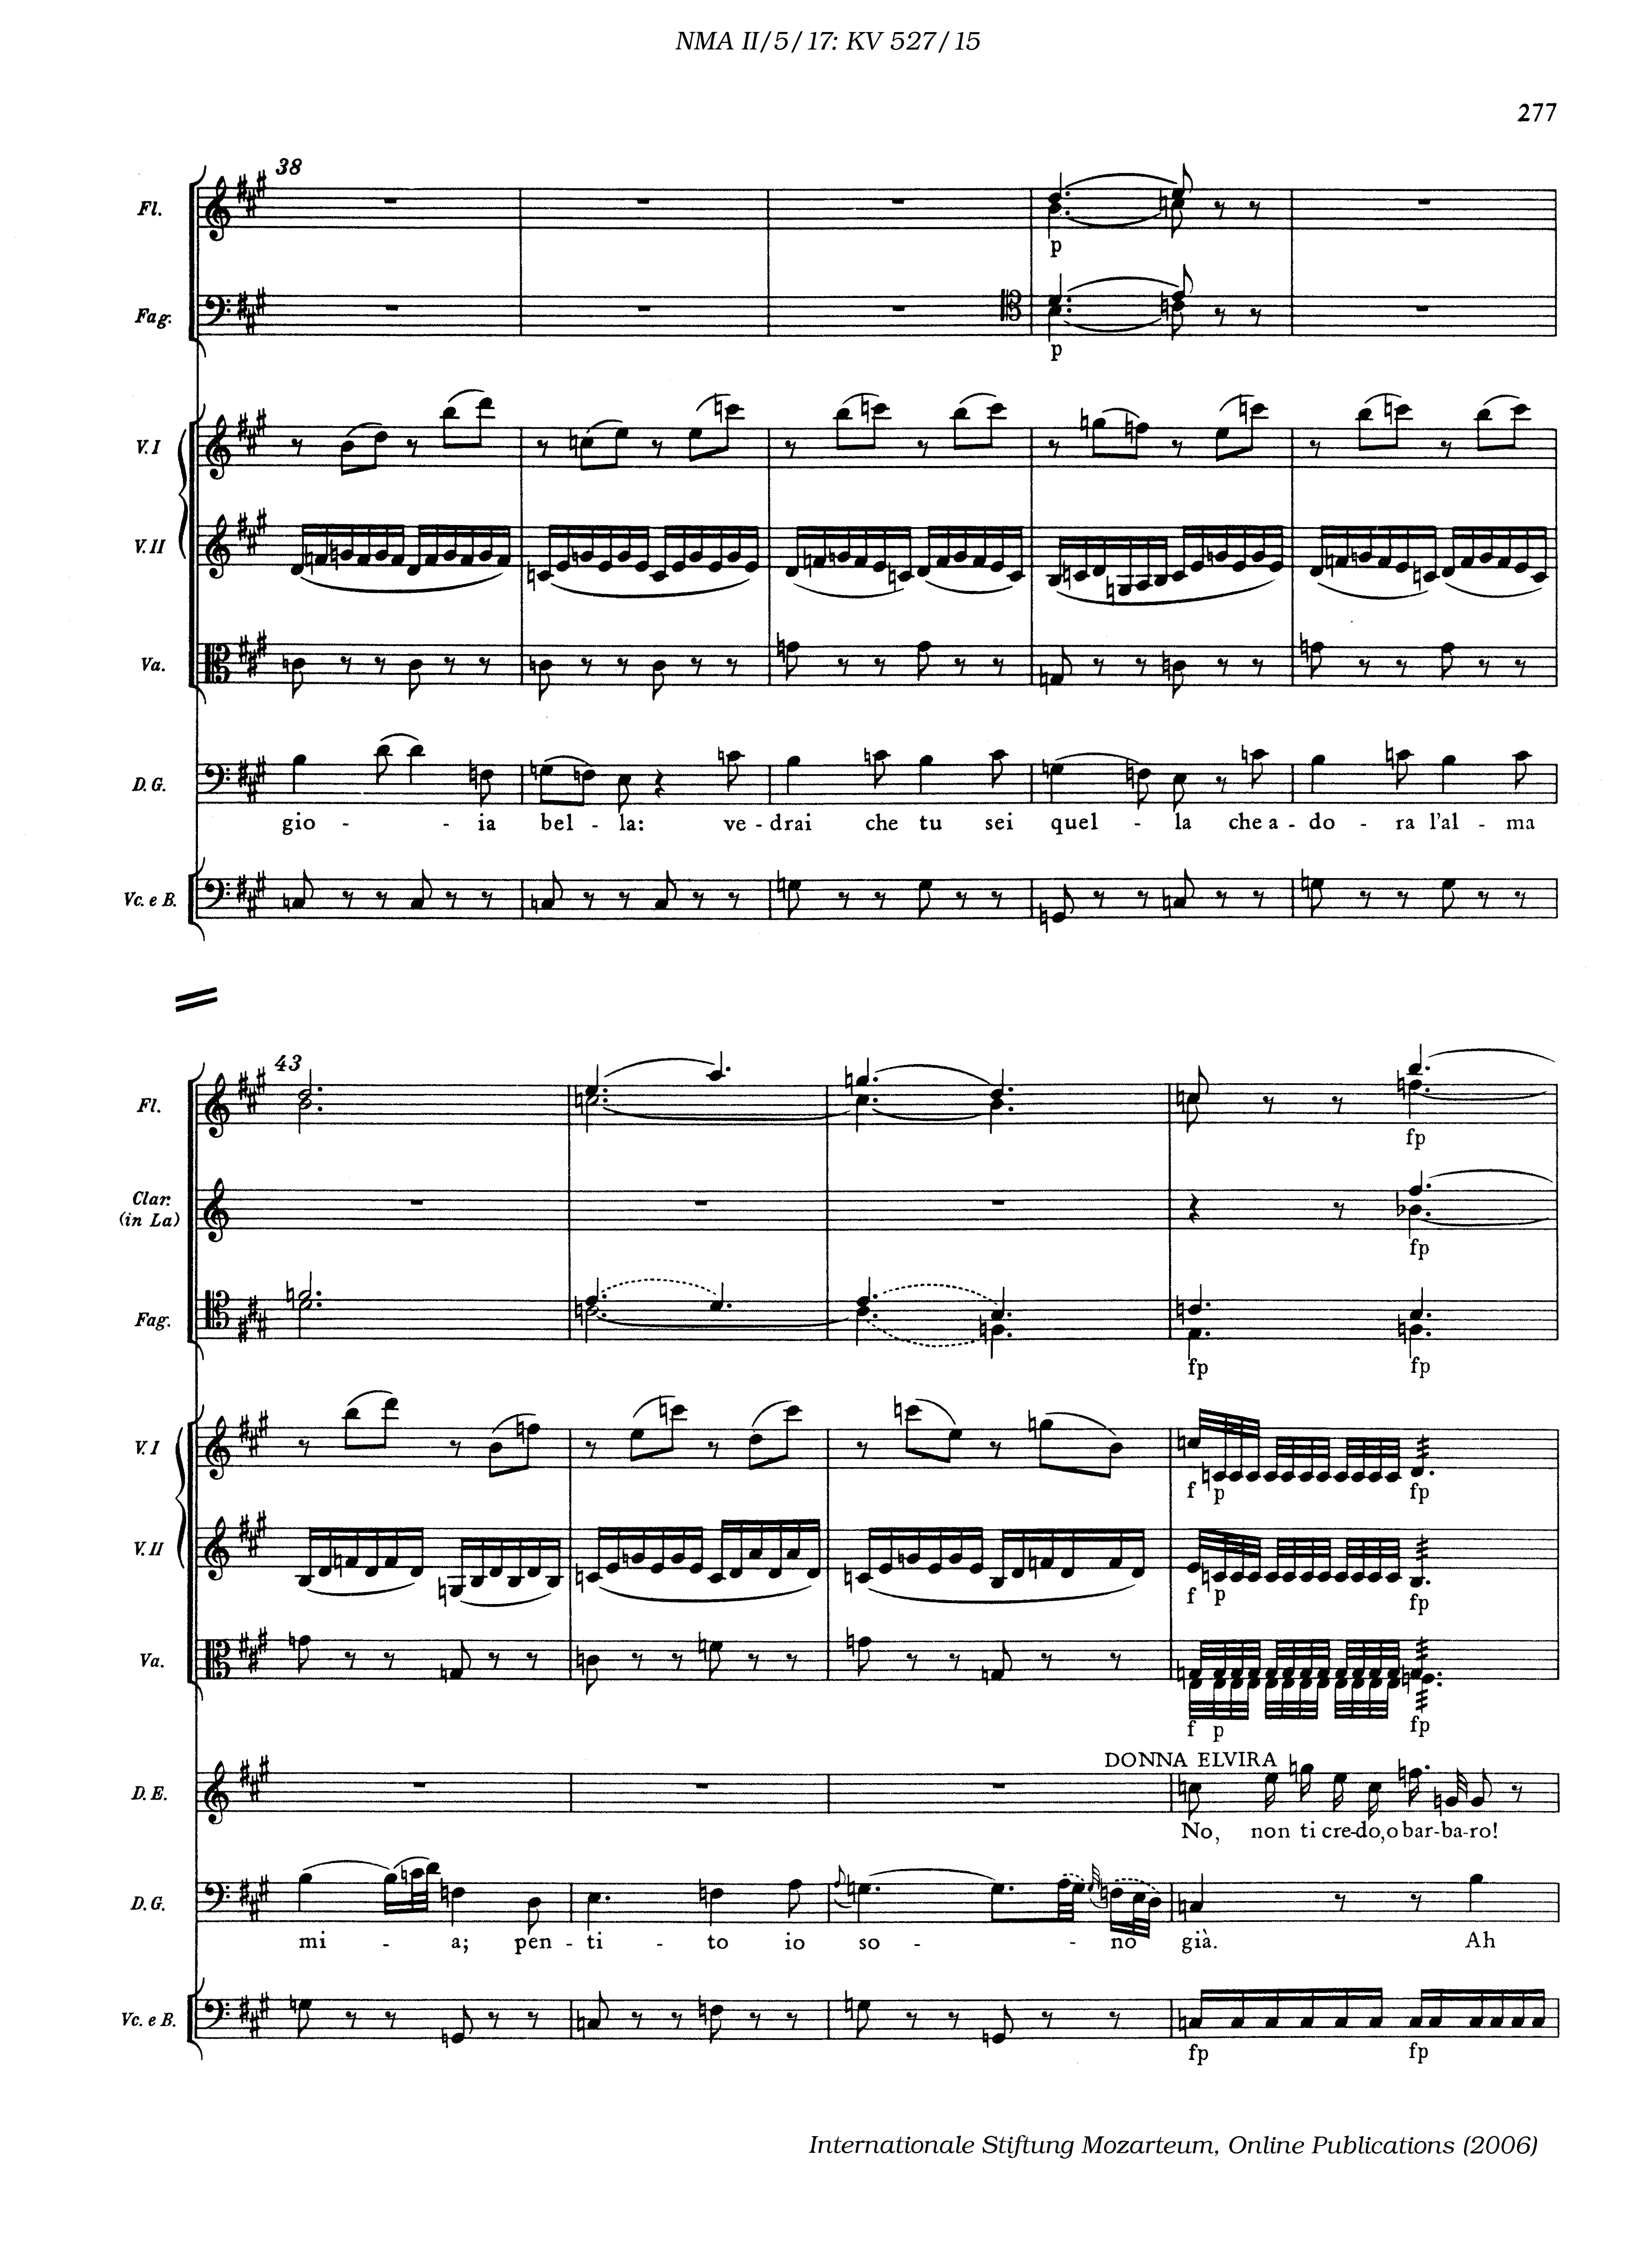 NMA II/5/17: KV 527/15
277
38
Fl.
p
Fag.
p
V. I
V. II
Va.
D. G.
gio - - ia bel - la: ve - drai che tu sei quel - la che a - do - ra l'al - ma
Vc. e B.
43
Fl.
fp
Clar. (in La)
fp
Fag.
fp fp
V. I
f p fp
V. II
f p fp
Va.
f p fp
DONNA ELVIRA
D. E.
No, non ti cre-do, o bar-ba-ro!
D. G.
mi - a; pen - ti - to io so - - no già. Ah
Vc. e B.
fp fp
Internationale Stiftung Mozarteum, Online Publications (2006)